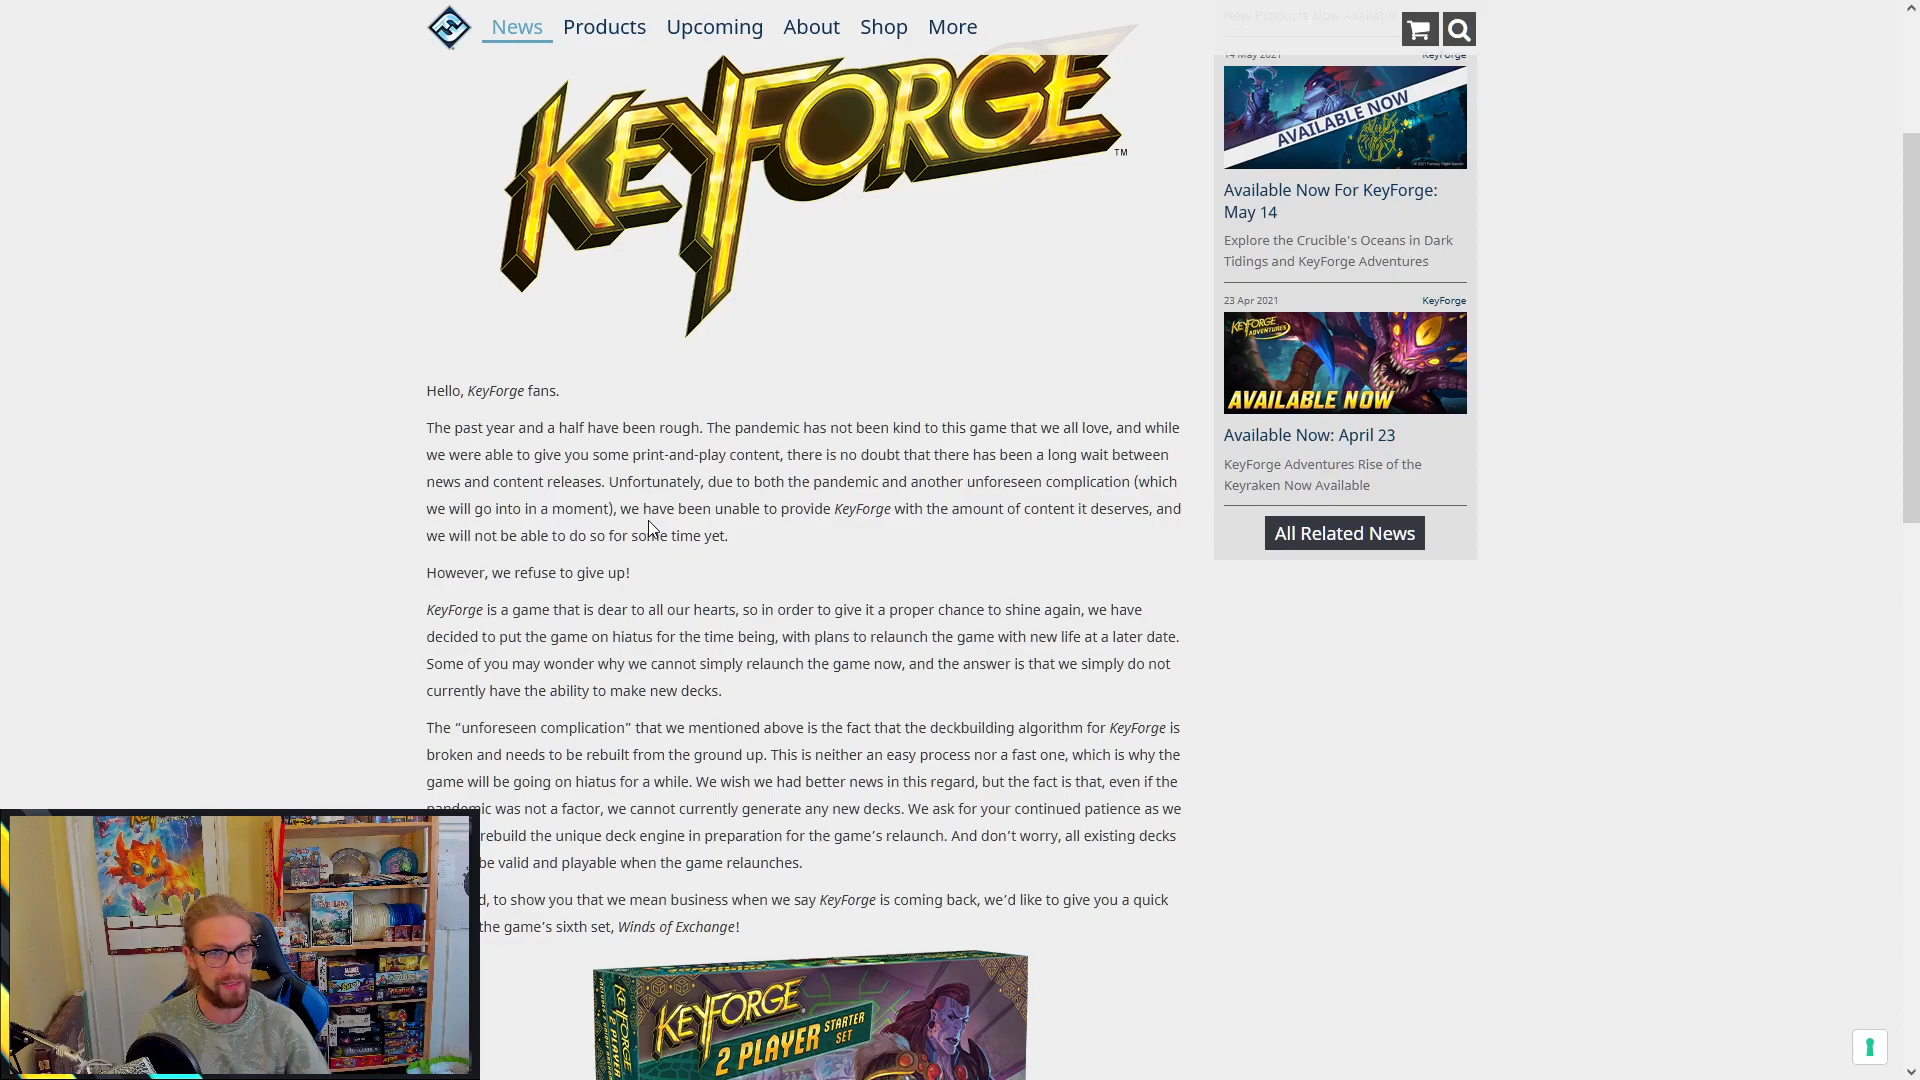 News Products Upcoming About Shop More
New Products Now Available
KEYFORGE
TM
14 May 2021 KeyForge
AVAILABLE NOW
Available Now For KeyForge:
May 14
Explore the Crucible's Oceans in Dark
Tidings and KeyForge Adventures
23 Apr 2021 KeyForge
KEYFORGE
ADVENTURES
AVAILABLE NOW
Available Now: April 23
KeyForge Adventures Rise of the
Keyraken Now Available
All Related News
Hello, KeyForge fans.
The past year and a half have been rough. The pandemic has not been kind to this game that we all love, and while
we were able to give you some print-and-play content, there is no doubt that there has been a long wait between
news and content releases. Unfortunately, due to both the pandemic and another unforeseen complication (which
we will go into in a moment), we have been unable to provide KeyForge with the amount of content it deserves, and
we will not be able to do so for some time yet.
However, we refuse to give up!
KeyForge is a game that is dear to all our hearts, so in order to give it a proper chance to shine again, we have
decided to put the game on hiatus for the time being, with plans to relaunch the game with new life at a later date.
Some of you may wonder why we cannot simply relaunch the game now, and the answer is that we simply do not
currently have the ability to make new decks.
The “unforeseen complication” that we mentioned above is the fact that the deckbuilding algorithm for KeyForge is
broken and needs to be rebuilt from the ground up. This is neither an easy process nor a fast one, which is why the
game will be going on hiatus for a while. We wish we had better news in this regard, but the fact is that, even if the
pandemic was not a factor, we cannot currently generate any new decks. We ask for your continued patience as we
rebuild the unique deck engine in preparation for the game’s relaunch. And don’t worry, all existing decks
be valid and playable when the game relaunches.
d, to show you that we mean business when we say KeyForge is coming back, we’d like to give you a quick
the game’s sixth set, Winds of Exchange!
KEYFORGE
2 PLAYER STARTER
SET
KEYFORGE